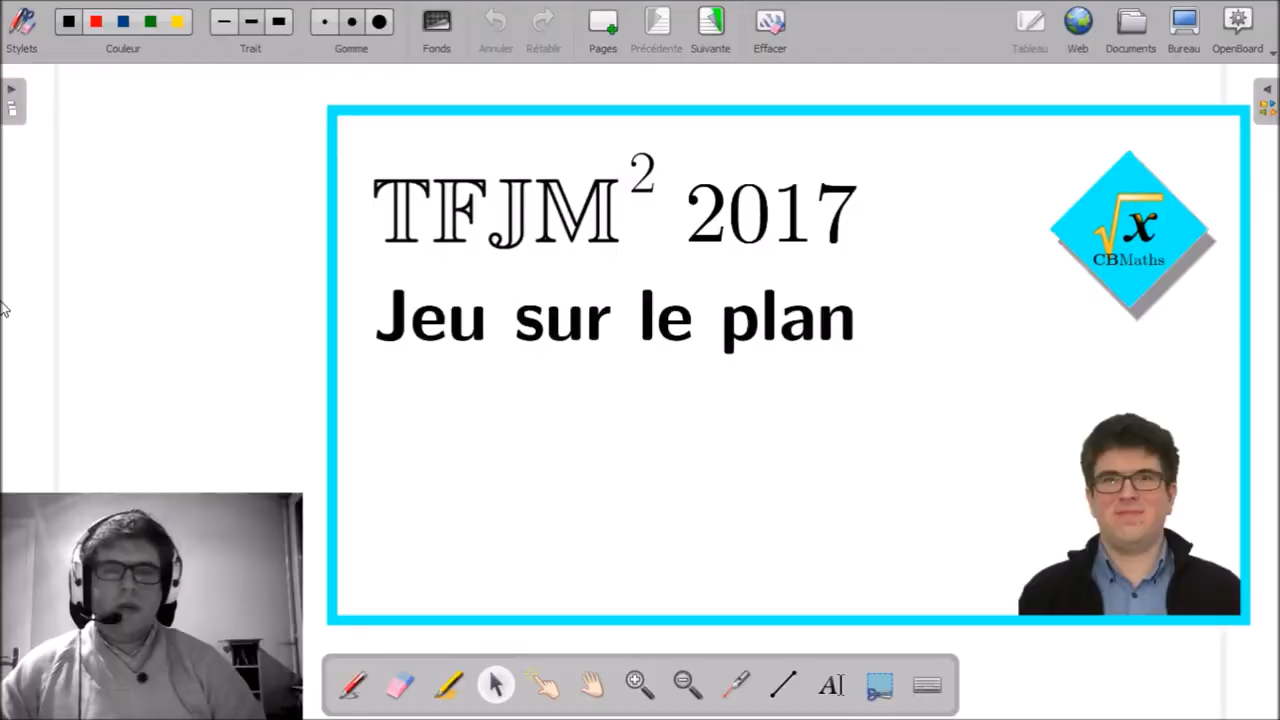 Stylets
Couleur
Trait
Gomme
Fonds
Annuler
Rétablir
Pages
Précédente
Suivante
Effacer
Tableau
Web
Documents
Bureau
OpenBoard
𝕋𝔽𝕁𝕄² 2017
Jeu sur le plan
√x
CBMaths
AI